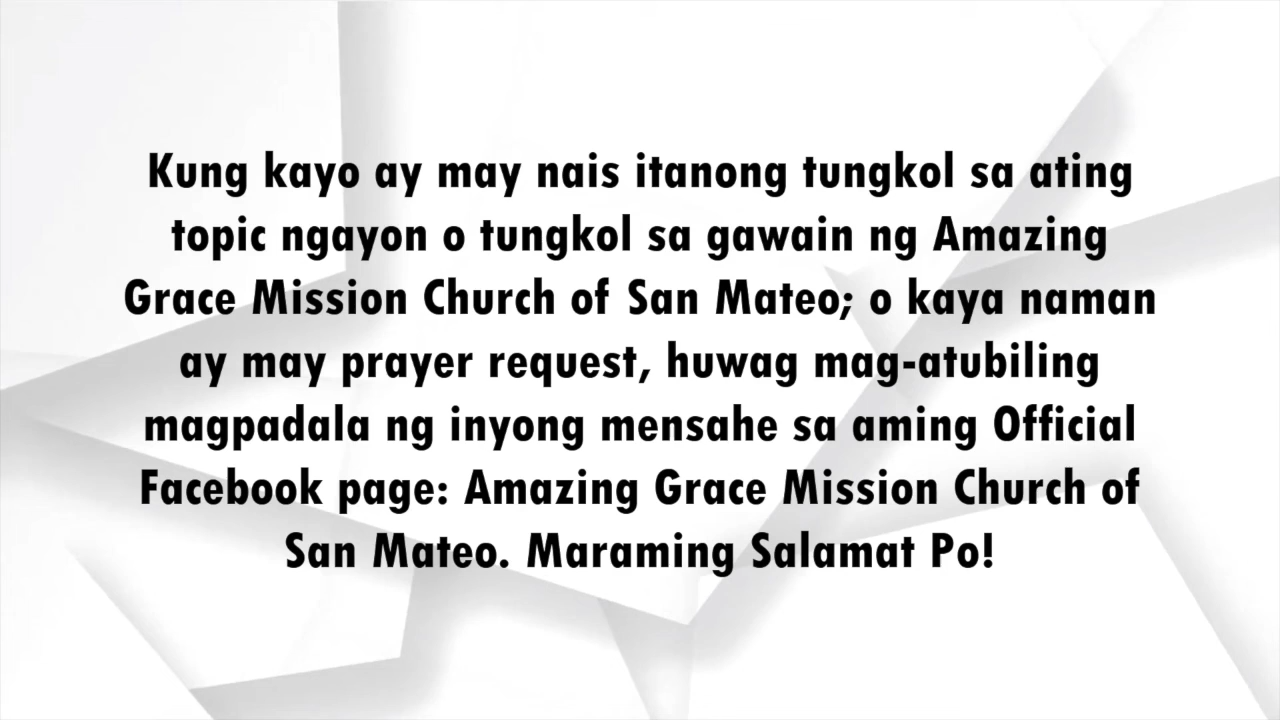 Kung kayo ay may nais itanong tungkol sa ating
topic ngayon o tungkol sa gawain ng Amazing
Grace Mission Church of San Mateo; o kaya naman
ay may prayer request, huwag mag-atubiling
magpadala ng inyong mensahe sa aming Official
Facebook page: Amazing Grace Mission Church of
San Mateo. Maraming Salamat Po!